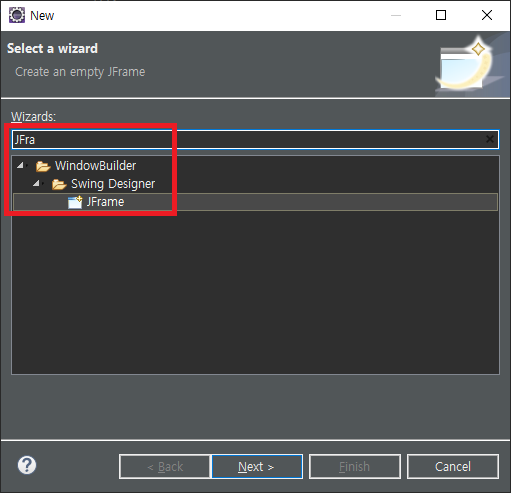 New
Select a wizard
Create an empty JFrame
Wizards:
JFra
WindowBuilder
Swing Designer
JFrame
< Back
Next >
Finish
Cancel